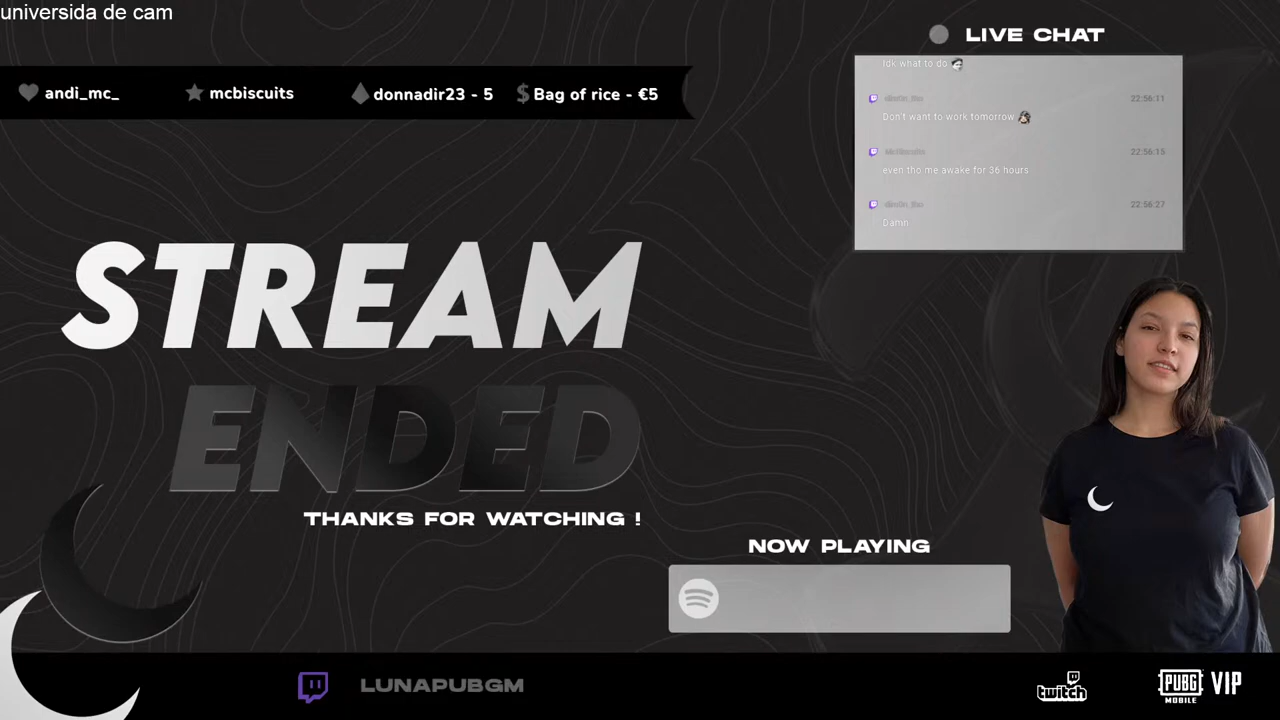 universida de cam
LIVE CHAT
andi_mc_
mcbiscuits
donnadir23 - 5
Bag of rice - €5
Idk what to do
22:56:11
Don't want to work tomorrow
22:56:15
even tho me awake for 36 hours
22:56:27
Damn
STREAM
ENDED
THANKS FOR WATCHING !
NOW PLAYING
LUNAPUBGM
twitch
PUBG
MOBILE
VIP